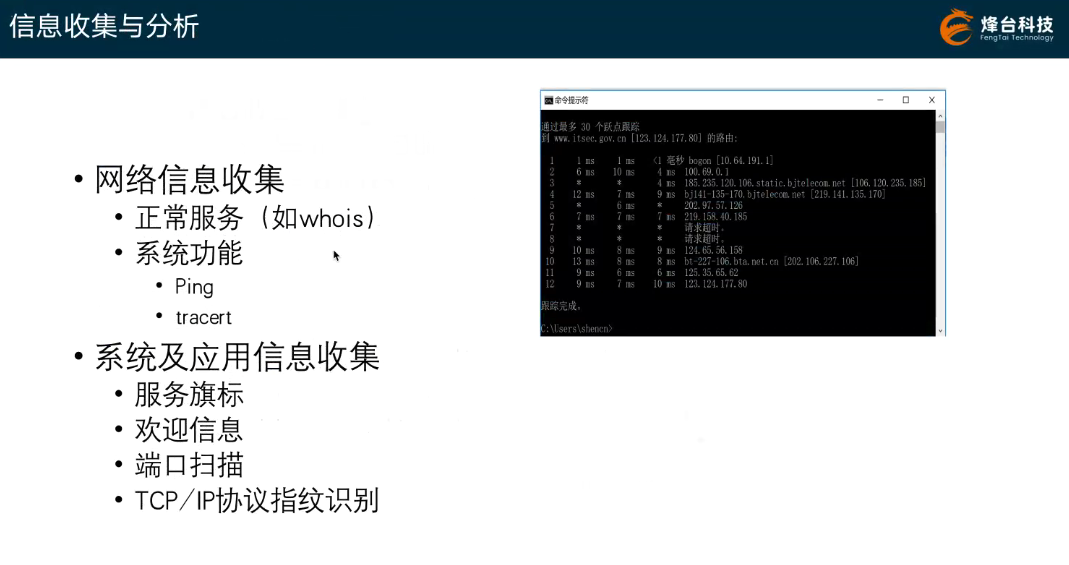 信息收集与分析
烽台科技
FengTai Technology
• 网络信息收集
• 正常服务（如whois）
• 系统功能
• Ping
• tracert
• 系统及应用信息收集
• 服务旗标
• 欢迎信息
• 端口扫描
• TCP/IP协议指纹识别
命令提示符
通过最多 30 个跃点跟踪
到 www.itsec.gov.cn [123.124.177.80] 的路由:
1 1 ms 1 ms <1 毫秒 bogon [10.64.191.1]
2 6 ms 10 ms 4 ms 100.69.0.1
3 * * 4 ms 185.235.120.106.static.bjtelecom.net [106.120.235.185]
4 12 ms 7 ms 9 ms bj141-135-170.bjtelecom.net [219.141.135.170]
5 * 6 ms * 202.97.57.126
6 7 ms 7 ms 7 ms 219.158.40.185
7 * * * 请求超时。
8 * * * 请求超时。
9 10 ms 8 ms 9 ms 124.65.56.158
10 13 ms 8 ms 8 ms bt-227-106.bta.net.cn [202.106.227.106]
11 9 ms 6 ms 6 ms 125.35.65.62
12 9 ms 7 ms 10 ms 123.124.177.80
跟踪完成。
C:\Users\shencn>